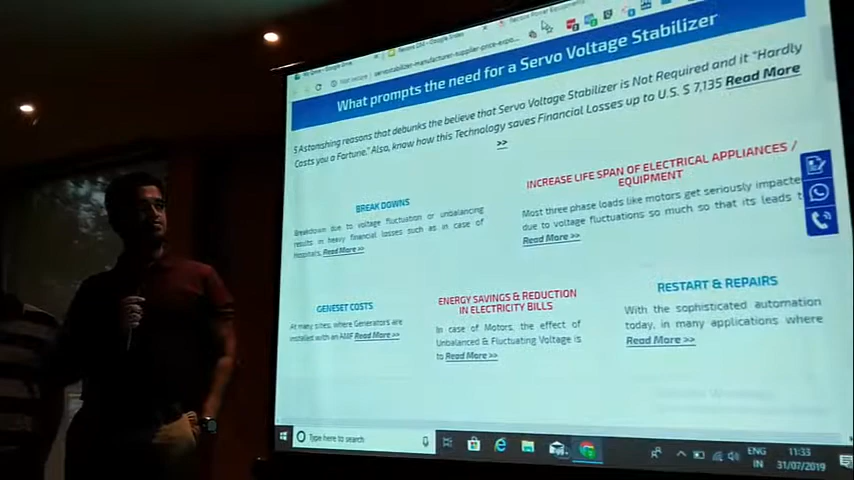 servostabilizer-manufacturer-supplier-price-expo...
What prompts the need for a Servo Voltage Stabilizer
5 Astonishing reasons that debunks the believe that Servo Voltage Stabilizer is Not Required and it "Hardly
Costs you a Fortune." Also, know how this Technology saves Financial Losses up to U.S. $ 7,135 Read More
>>
BREAK DOWNS
Breakdown due to voltage fluctuation or unbalancing
results in heavy financial losses such as in case of
Hospitals, Read More >>
INCREASE LIFE SPAN OF ELECTRICAL APPLIANCES /
EQUIPMENT
Most three phase loads like motors get seriously impacted
due to voltage fluctuations so much so that its leads t
Read More >>
GENSET COSTS
At many sites, where Generators are
installed with an AMF Read More >>
ENERGY SAVINGS & REDUCTION
IN ELECTRICITY BILLS
In case of Motors, the effect of
Unbalanced & Fluctuating Voltage is
to Read More >>
RESTART & REPAIRS
With the sophisticated automation
today, in many applications where
Read More >>
Type here to search
ENG
IN
11:33
31/07/2019